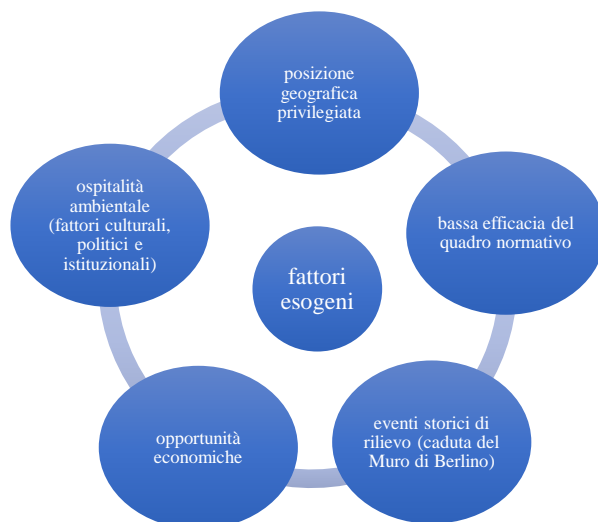 posizione
geografica
privilegiata
bassa efficacia del
quadro normativo
eventi storici di
rilievo (caduta del
Muro di Berlino)
opportunità
economiche
ospitalità
ambientale
(fattori culturali,
politici e
istituzionali)
fattori
esogeni